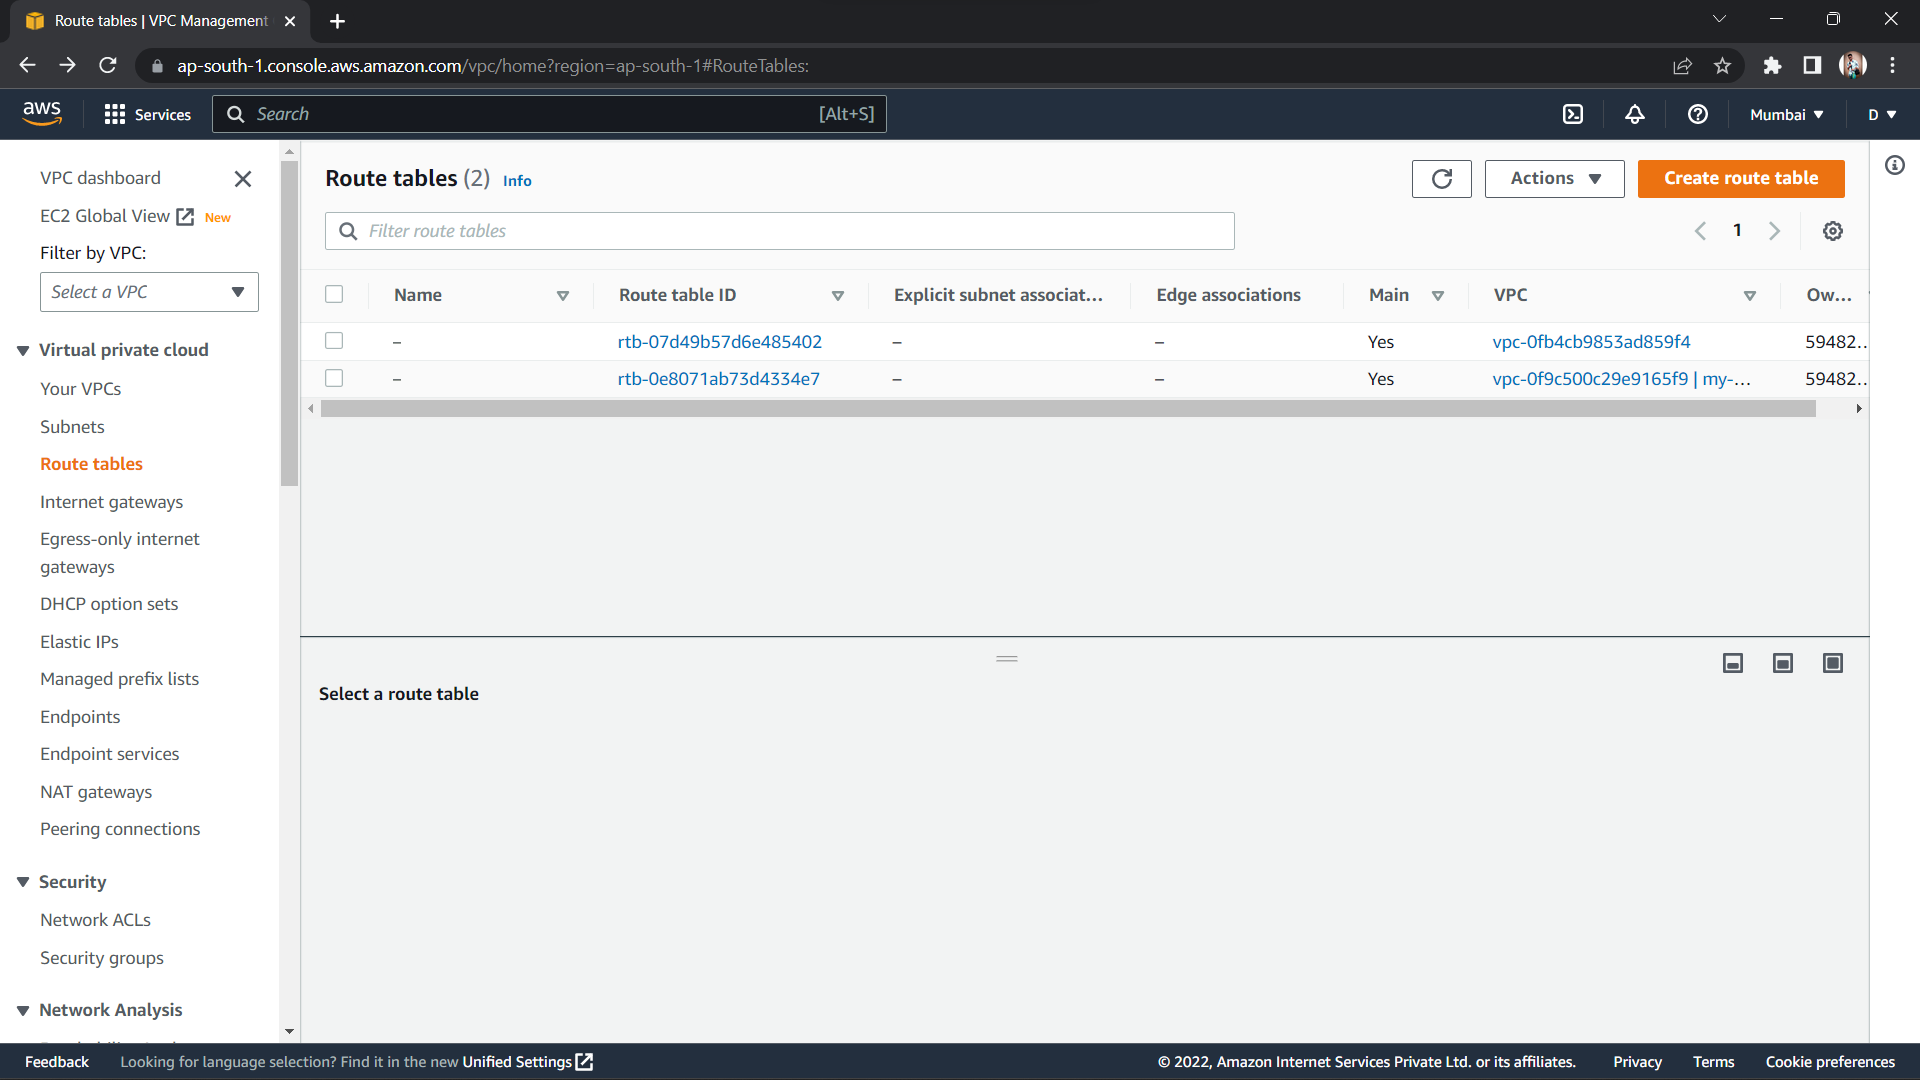 Route tables | VPC Management
ap-south-1.console.aws.amazon.com/vpc/home?region=ap-south-1#RouteTables:
aws
Services
Search
[Alt+S]
Mumbai
D
VPC dashboard
EC2 Global View
New
Filter by VPC:
Select a VPC
Virtual private cloud
Your VPCs
Subnets
Route tables
Internet gateways
Egress-only internet
gateways
DHCP option sets
Elastic IPs
Managed prefix lists
Endpoints
Endpoint services
NAT gateways
Peering connections
Security
Network ACLs
Security groups
Network Analysis
Route tables (2) Info
Actions
Create route table
Filter route tables
1
Name Route table ID Explicit subnet associat... Edge associations Main VPC Ow...
– rtb-07d49b57d6e485402 – – Yes vpc-0fb4cb9853ad859f4 59482..
– rtb-0e8071ab73d4334e7 – – Yes vpc-0f9c500c29e9165f9 | my-... 59482..
Select a route table
Feedback Looking for language selection? Find it in the new Unified Settings © 2022, Amazon Internet Services Private Ltd. or its affiliates. Privacy Terms Cookie preferences